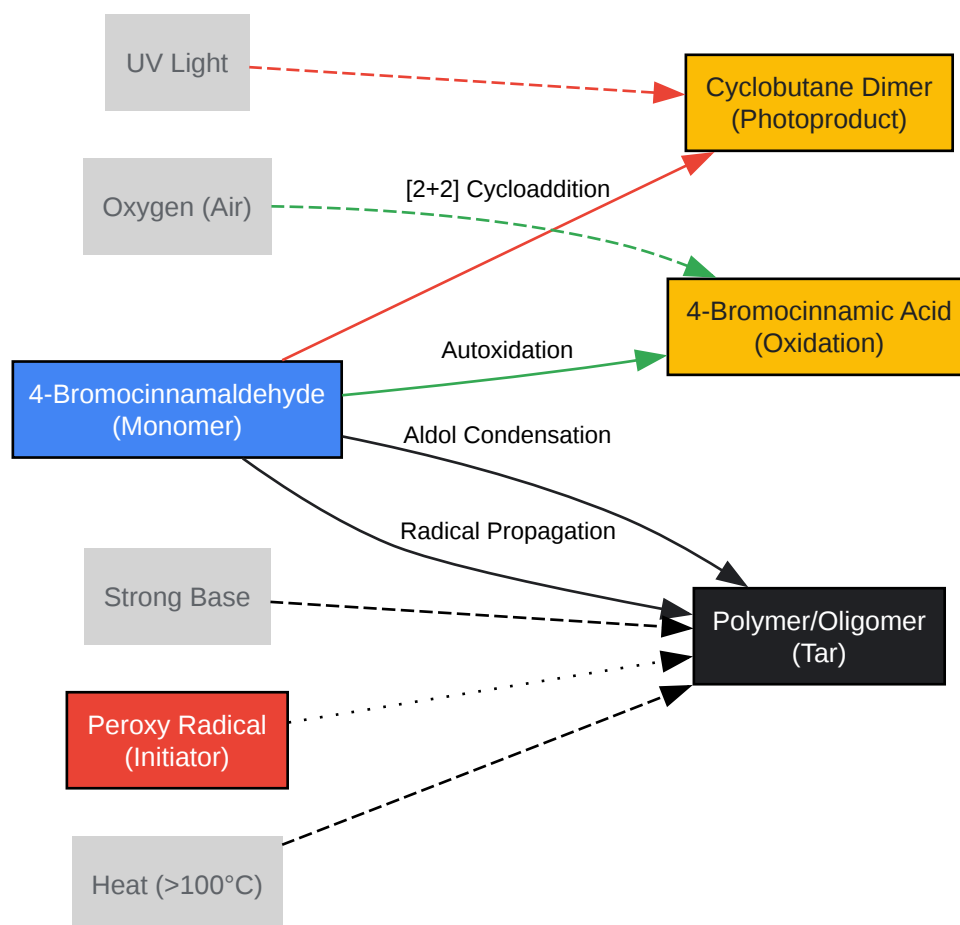 UV Light
Cyclobutane Dimer
(Photoproduct)
Oxygen (Air)
[2+2] Cycloaddition
4-Bromocinnamic Acid
(Oxidation)
Autoxidation
4-Bromocinnamaldehyde
(Monomer)
Aldol Condensation
Radical Propagation
Strong Base
Polymer/Oligomer
(Tar)
Peroxy Radical
(Initiator)
Heat (>100°C)